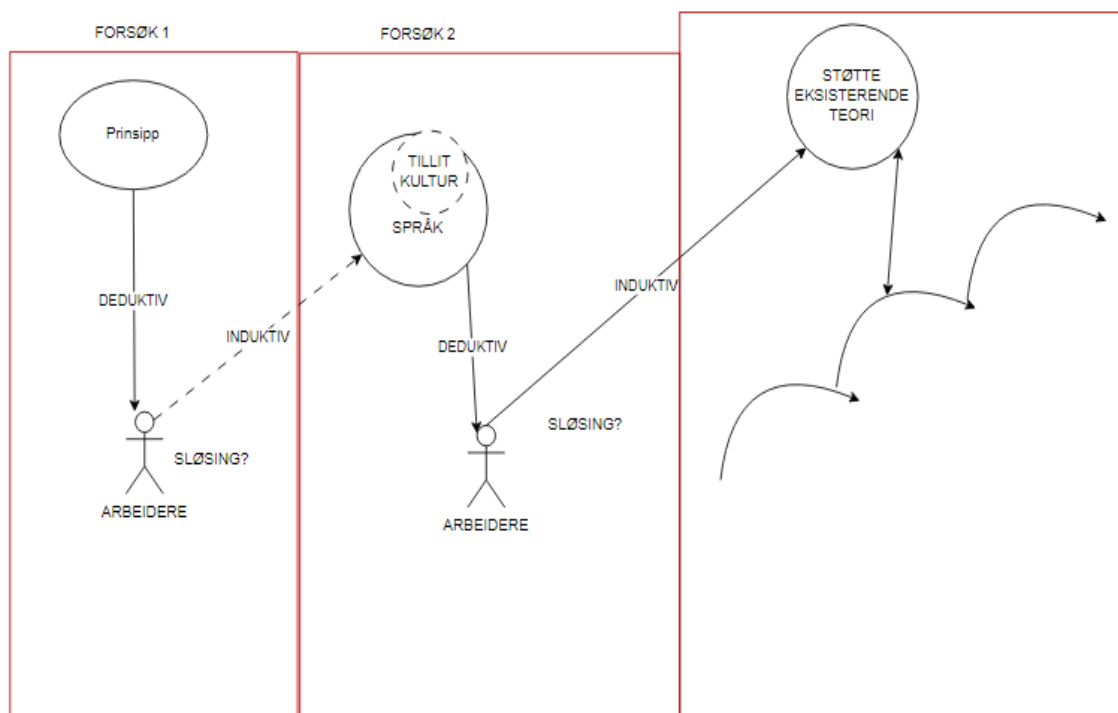 FORSØK 1
Prinsipp
DEDUKTIV
INDUKTIV
SLØSING?
ARBEIDERE
FORSØK 2
TILLIT
KULTUR
SPRÅK
DEDUKTIV
INDUKTIV
SLØSING?
ARBEIDERE
STØTTE
EKSISTERENDE
TEORI